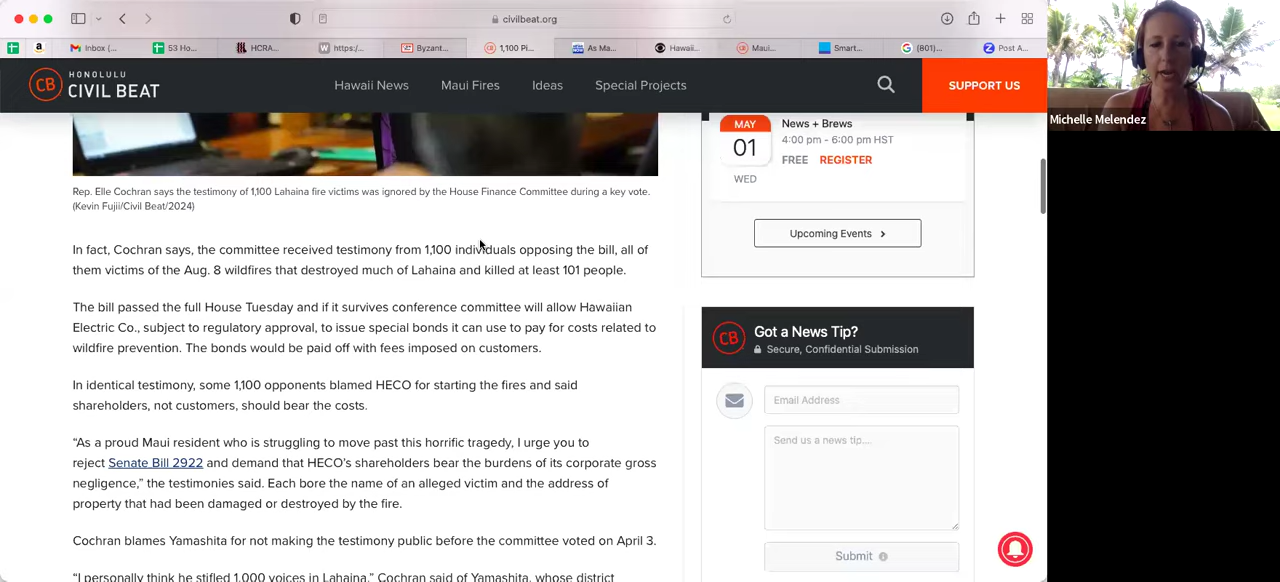 civilbeat.org
Inbox (...
53 Ho...
HCRA...
https:/...
Byzant...
1,100 Pi...
As Ma...
Hawaii...
Maui...
Smart...
(801)...
Post A...
CB HONOLULU
CIVIL BEAT
Hawaii News
Maui Fires
Ideas
Special Projects
SUPPORT US
Michelle Melendez
Rep. Elle Cochran says the testimony of 1,100 Lahaina fire victims was ignored by the House Finance Committee during a key vote.
(Kevin Fujii/Civil Beat/2024)
In fact, Cochran says, the committee received testimony from 1,100 individuals opposing the bill, all of
them victims of the Aug. 8 wildfires that destroyed much of Lahaina and killed at least 101 people.
The bill passed the full House Tuesday and if it survives conference committee will allow Hawaiian
Electric Co., subject to regulatory approval, to issue special bonds it can use to pay for costs related to
wildfire prevention. The bonds would be paid off with fees imposed on customers.
In identical testimony, some 1,100 opponents blamed HECO for starting the fires and said
shareholders, not customers, should bear the costs.
“As a proud Maui resident who is struggling to move past this horrific tragedy, I urge you to
reject Senate Bill 2922 and demand that HECO’s shareholders bear the burdens of its corporate gross
negligence,” the testimonies said. Each bore the name of an alleged victim and the address of
property that had been damaged or destroyed by the fire.
Cochran blames Yamashita for not making the testimony public before the committee voted on April 3.
“I personally think he stifled 1,000 voices in Lahaina,” Cochran said of Yamashita, whose district
MAY
01
WED
News + Brews
4:00 pm - 6:00 pm HST
FREE REGISTER
Upcoming Events
CB
Got a News Tip?
Secure, Confidential Submission
Email Address
Send us a news tip...
Submit